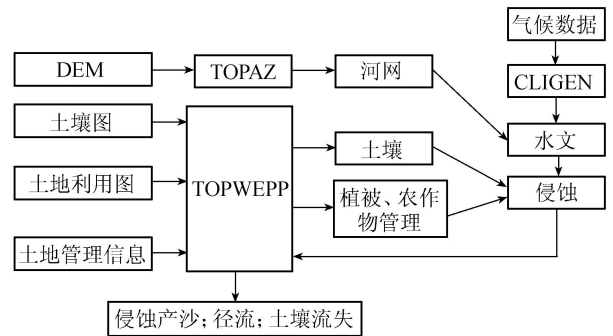 气候数据
DEM
TOPAZ
河网
CLIGEN
土壤图
土壤
水文
土地利用图
TOPWEPP
植被、农作
物管理
侵蚀
土地管理信息
侵蚀产沙;径流;土壤流失